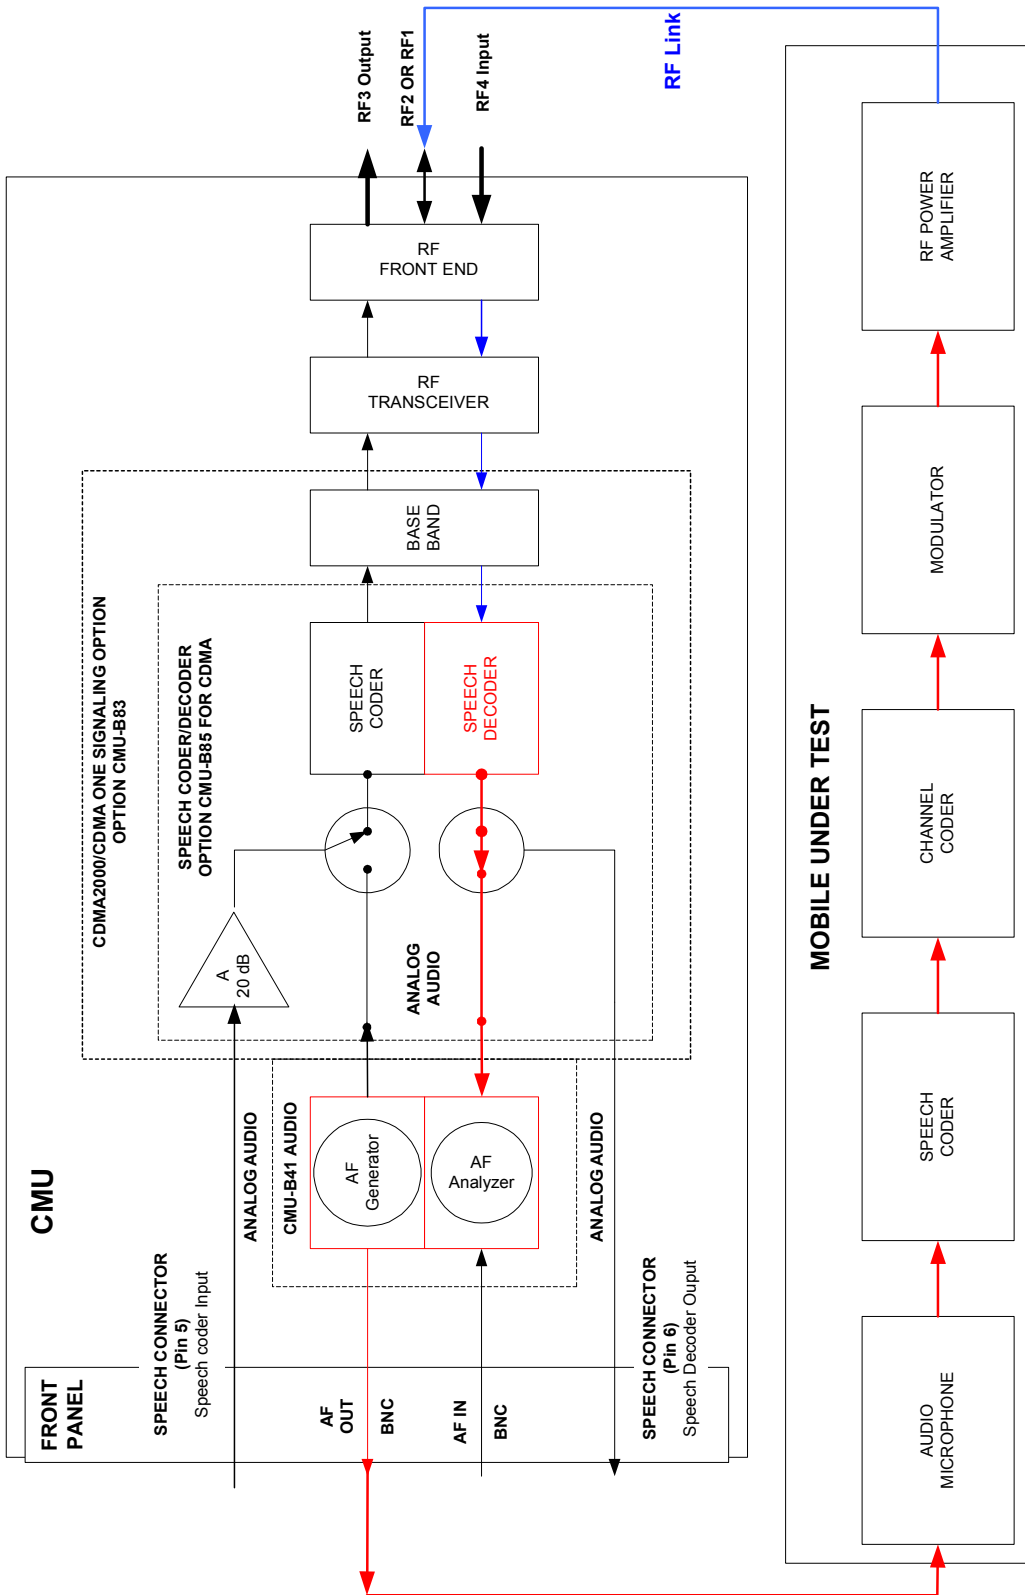 CMU
FRONT
PANEL
SPEECH CONNECTOR
(Pin 5)
Speech coder Input
ANALOG AUDIO
AF
OUT
BNC
AF IN
BNC
SPEECH CONNECTOR
(Pin 6)
Speech Decoder Ouput
ANALOG AUDIO
CMU-B41 AUDIO
AF
Generator
AF
Analyzer
CDMA2000/CDMA ONE SIGNALING OPTION
OPTION CMU-B83
SPEECH CODER/DECODER
OPTION CMU-B85 FOR CDMA
A
20 dB
ANALOG
AUDIO
SPEECH
CODER
SPEECH
DECODER
BASE
BAND
RF
TRANSCEIVER
RF
FRONT END
RF3 Output
RF2 OR RF1
RF4 Input
RF Link
MOBILE UNDER TEST
AUDIO
MICROPHONE
SPEECH
CODER
CHANNEL
CODER
MODULATOR
RF POWER
AMPLIFIER